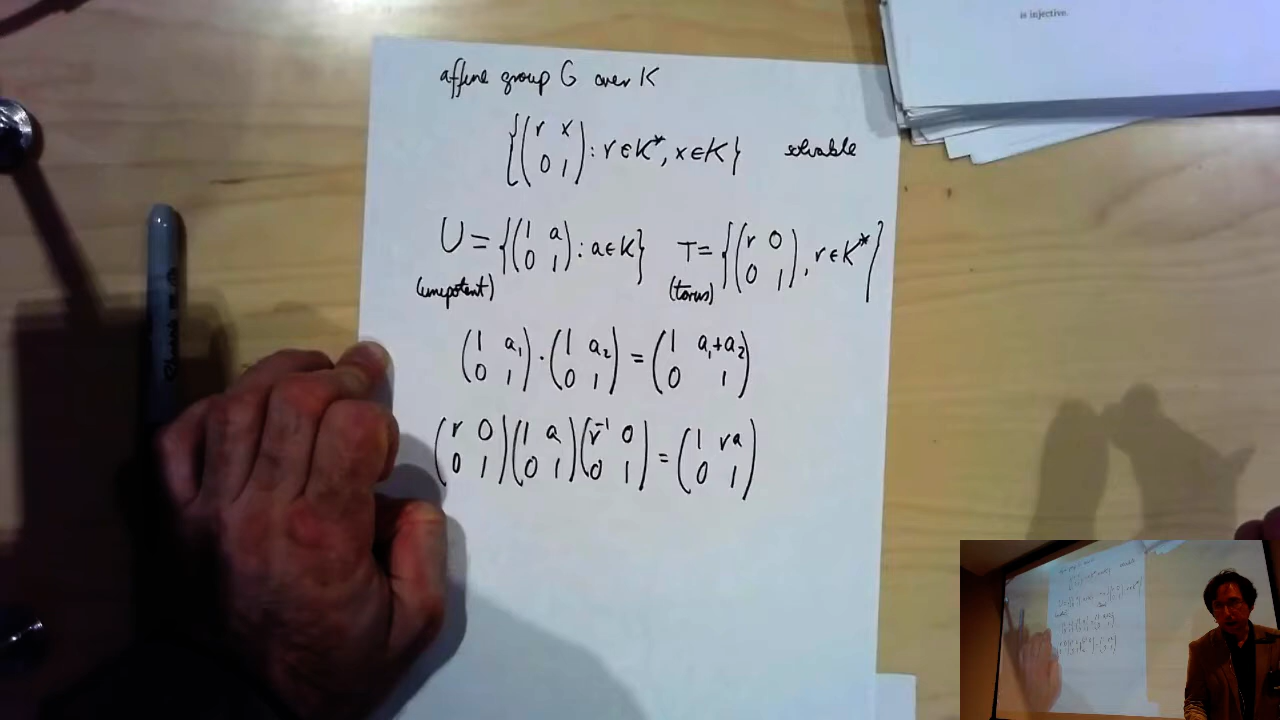 is injective.
affine group G over K
{(r x ; 0 1) : r ∈ K*, x ∈ K} solvable
U = {(1 a ; 0 1) : a ∈ K} T = {(r 0 ; 0 1), r ∈ K*}
(unipotent) (torus)
(1 a₁ ; 0 1) · (1 a₂ ; 0 1) = (1 a₁+a₂ ; 0 1)
(r 0 ; 0 1)(1 a ; 0 1)(r⁻¹ 0 ; 0 1) = (1 ra ; 0 1)